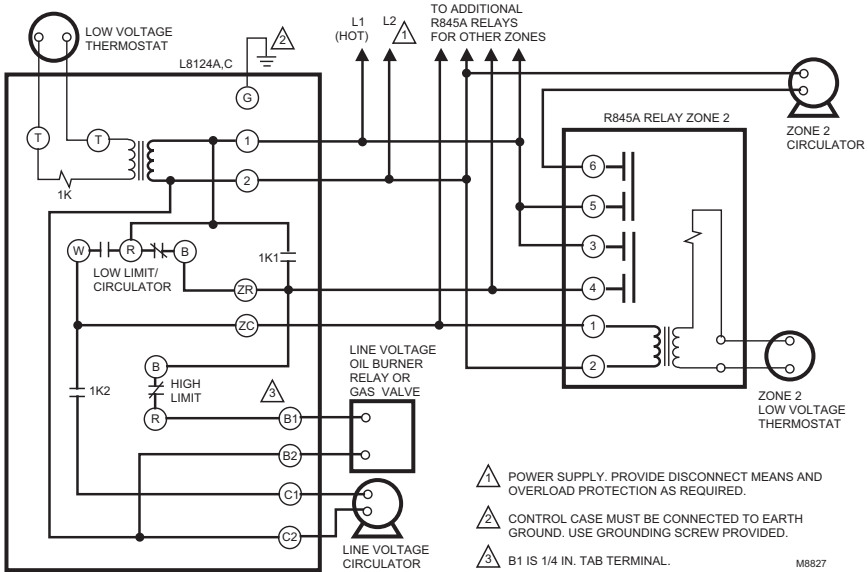 LOW VOLTAGE
THERMOSTAT
L8124A,C
2
L1
(HOT)
L2
1
TO ADDITIONAL
R845A RELAYS
FOR OTHER ZONES
G
T
T
1
2
1K
R845A RELAY ZONE 2
ZONE 2
CIRCULATOR
6
5
3
4
1
2
W
R
B
LOW LIMIT/
CIRCULATOR
1K1
ZR
ZC
1K2
B
HIGH
LIMIT
R
3
B1
B2
C1
C2
LINE VOLTAGE
OIL BURNER
RELAY OR
GAS VALVE
LINE VOLTAGE
CIRCULATOR
ZONE 2
LOW VOLTAGE
THERMOSTAT
1 POWER SUPPLY. PROVIDE DISCONNECT MEANS AND
OVERLOAD PROTECTION AS REQUIRED.
2 CONTROL CASE MUST BE CONNECTED TO EARTH
GROUND. USE GROUNDING SCREW PROVIDED.
3 B1 IS 1/4 IN. TAB TERMINAL.
M8827